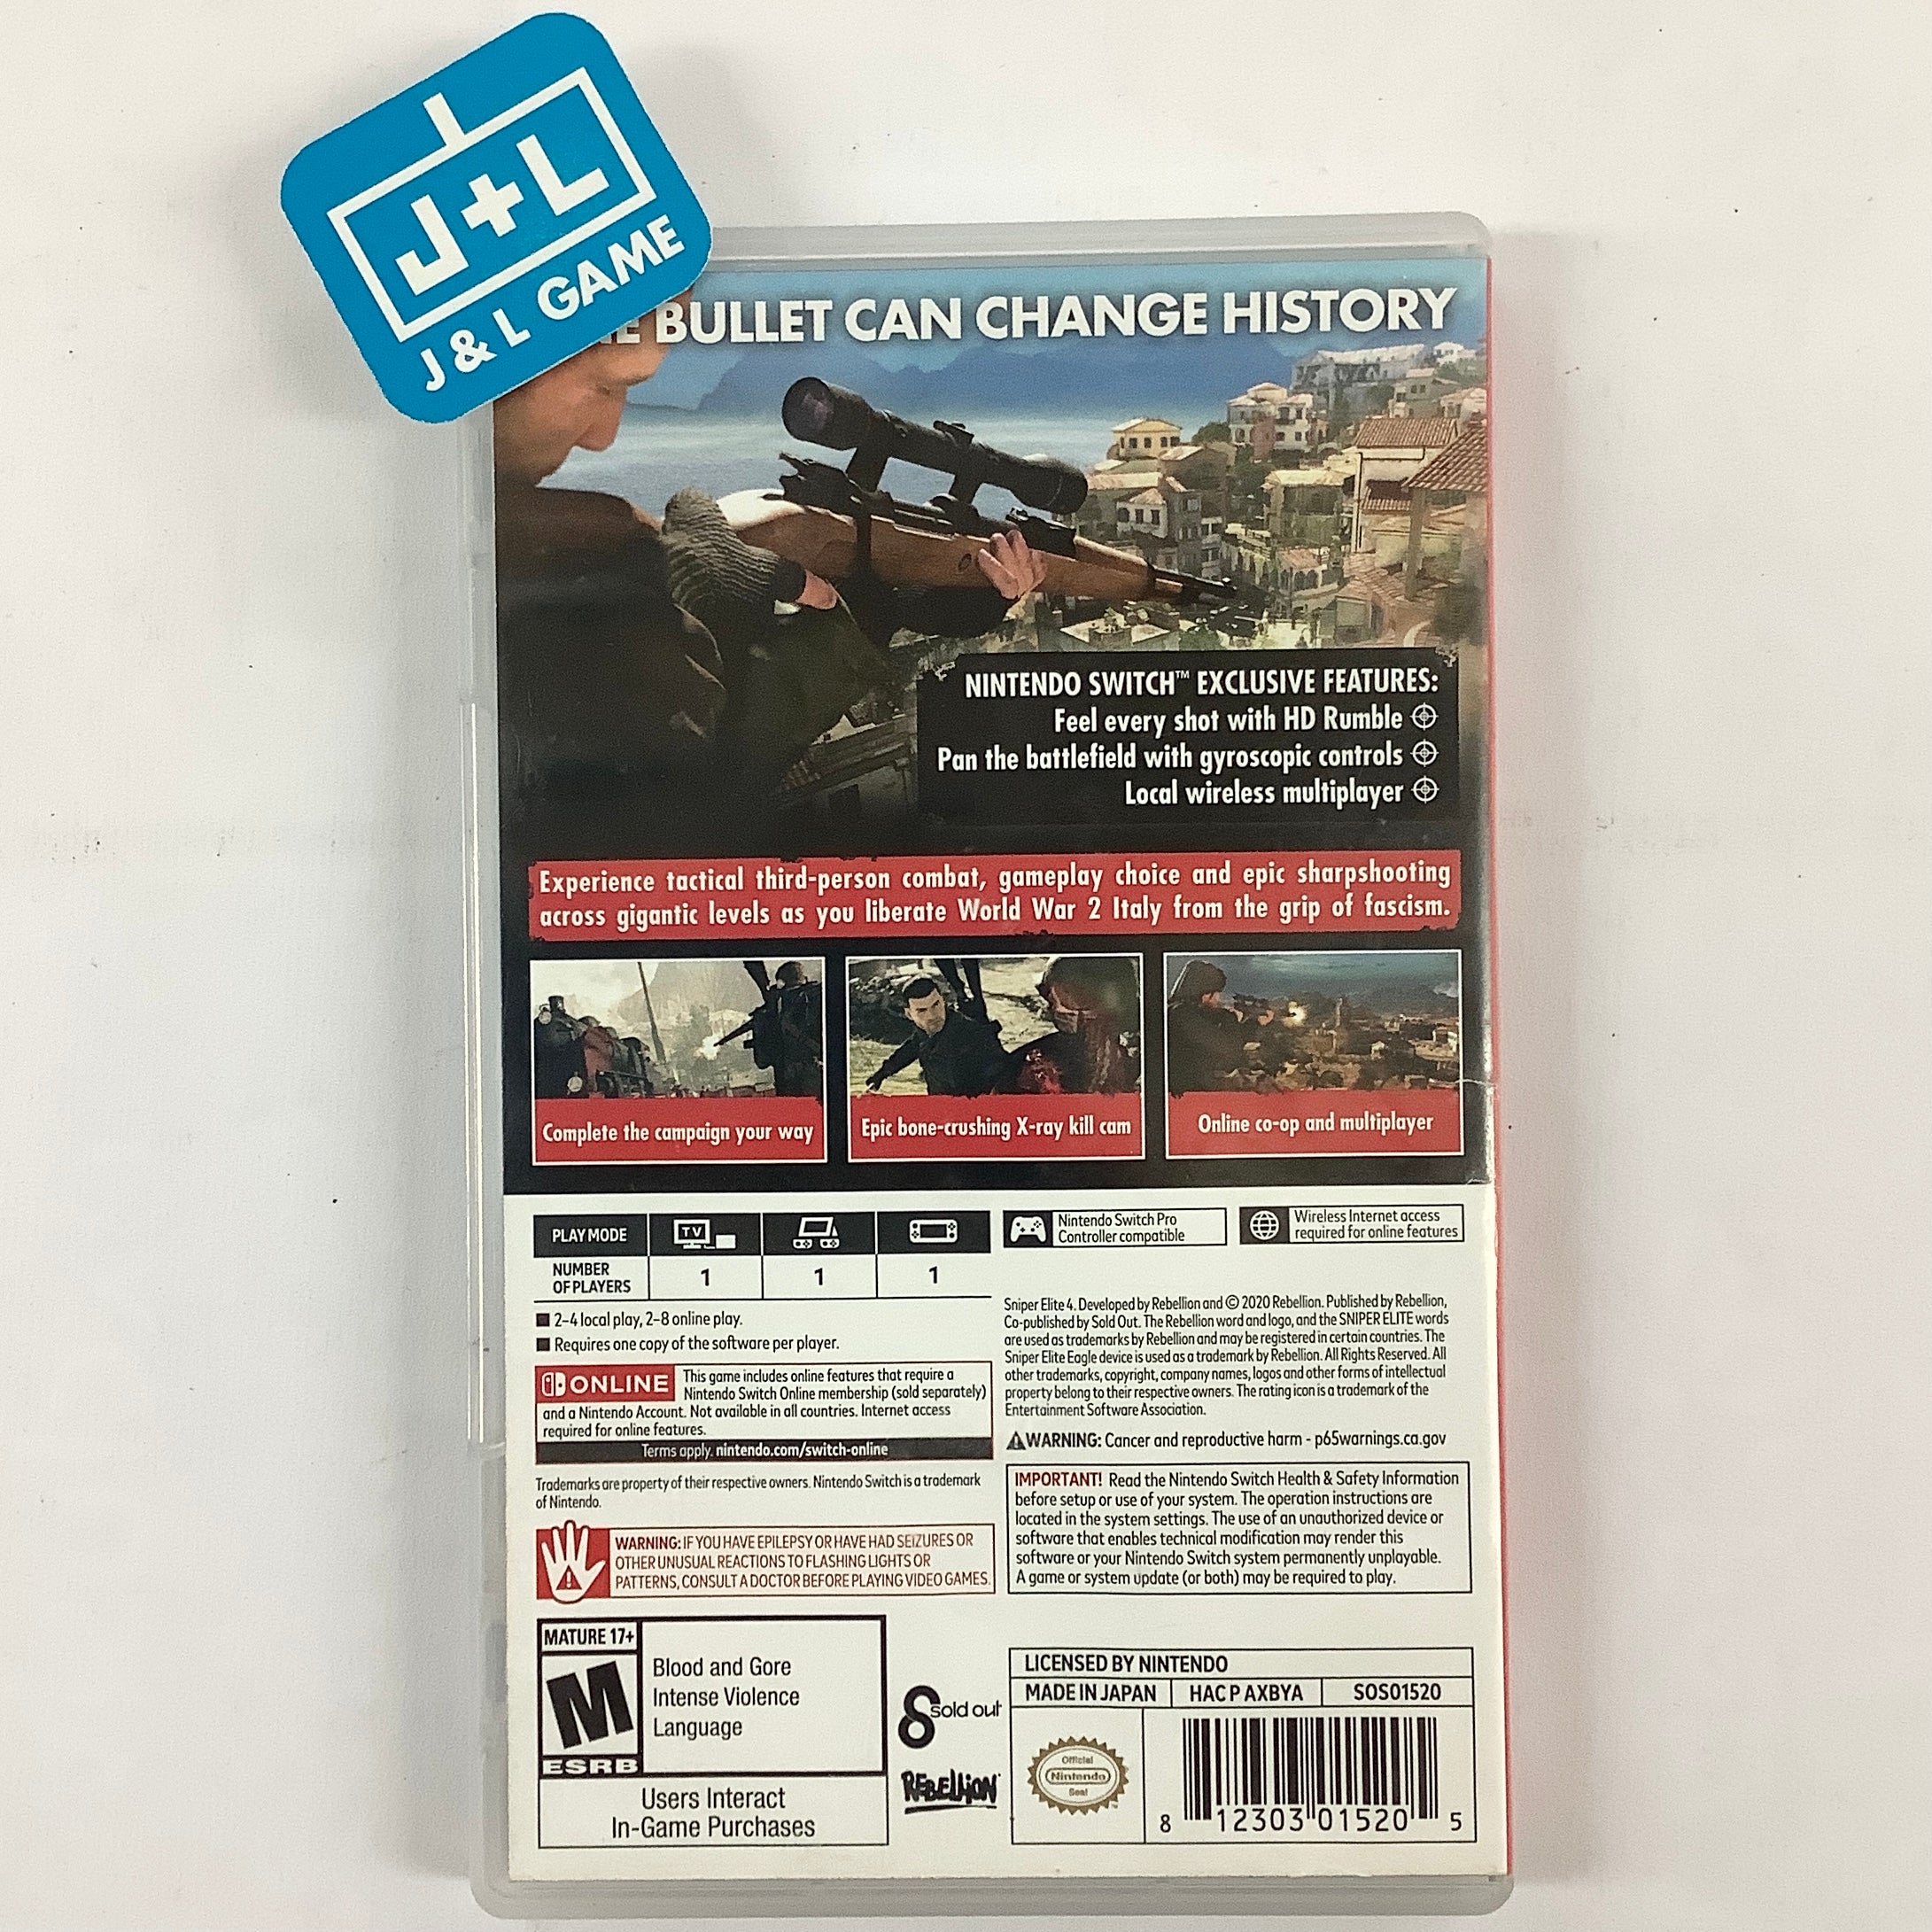 J+L
J & L GAME
BULLET CAN CHANGE HISTORY
NINTENDO SWITCH™ EXCLUSIVE FEATURES:
Feel every shot with HD Rumble
Pan the battlefield with gyroscopic controls
Local wireless multiplayer
Experience tactical third-person combat, gameplay choice and epic sharpshooting
across gigantic levels as you liberate World War 2 Italy from the grip of fascism.
Complete the campaign your way
Epic bone-crushing X-ray kill cam
Online co-op and multiplayer
PLAY MODE
TV
NUMBER
OF PLAYERS
1
1
1
■ 2–4 local play, 2–8 online play.
■ Requires one copy of the software per player.
ONLINE
This game includes online features that require a
Nintendo Switch Online membership (sold separately)
and a Nintendo Account. Not available in all countries. Internet access
required for online features.
Terms apply. nintendo.com/switch-online
Trademarks are property of their respective owners. Nintendo Switch is a trademark
of Nintendo.
WARNING: IF YOU HAVE EPILEPSY OR HAVE HAD SEIZURES OR
OTHER UNUSUAL REACTIONS TO FLASHING LIGHTS OR
PATTERNS, CONSULT A DOCTOR BEFORE PLAYING VIDEO GAMES.
MATURE 17+
M
ESRB
Blood and Gore
Intense Violence
Language
Users Interact
In-Game Purchases
Sold out
REBELLION
Nintendo Switch Pro
Controller compatible
Wireless Internet access
required for online features
Sniper Elite 4. Developed by Rebellion and © 2020 Rebellion. Published by Rebellion,
Co-published by Sold Out. The Rebellion word and logo, and the SNIPER ELITE words
are used as trademarks by Rebellion and may be registered in certain countries. The
Sniper Elite Eagle device is used as a trademark by Rebellion. All Rights Reserved. All
other trademarks, copyright, company names, logos and other forms of intellectual
property belong to their respective owners. The rating icon is a trademark of the
Entertainment Software Association.
⚠WARNING: Cancer and reproductive harm - p65warnings.ca.gov
IMPORTANT! Read the Nintendo Switch Health & Safety Information
before setup or use of your system. The operation instructions are
located in the system settings. The use of an unauthorized device or
software that enables technical modification may render this
software or your Nintendo Switch system permanently unplayable.
A game or system update (or both) may be required to play.
LICENSED BY NINTENDO
MADE IN JAPAN
HAC P AXBYA
SOS01520
Official
Nintendo
Seal
8 12303 01520 5